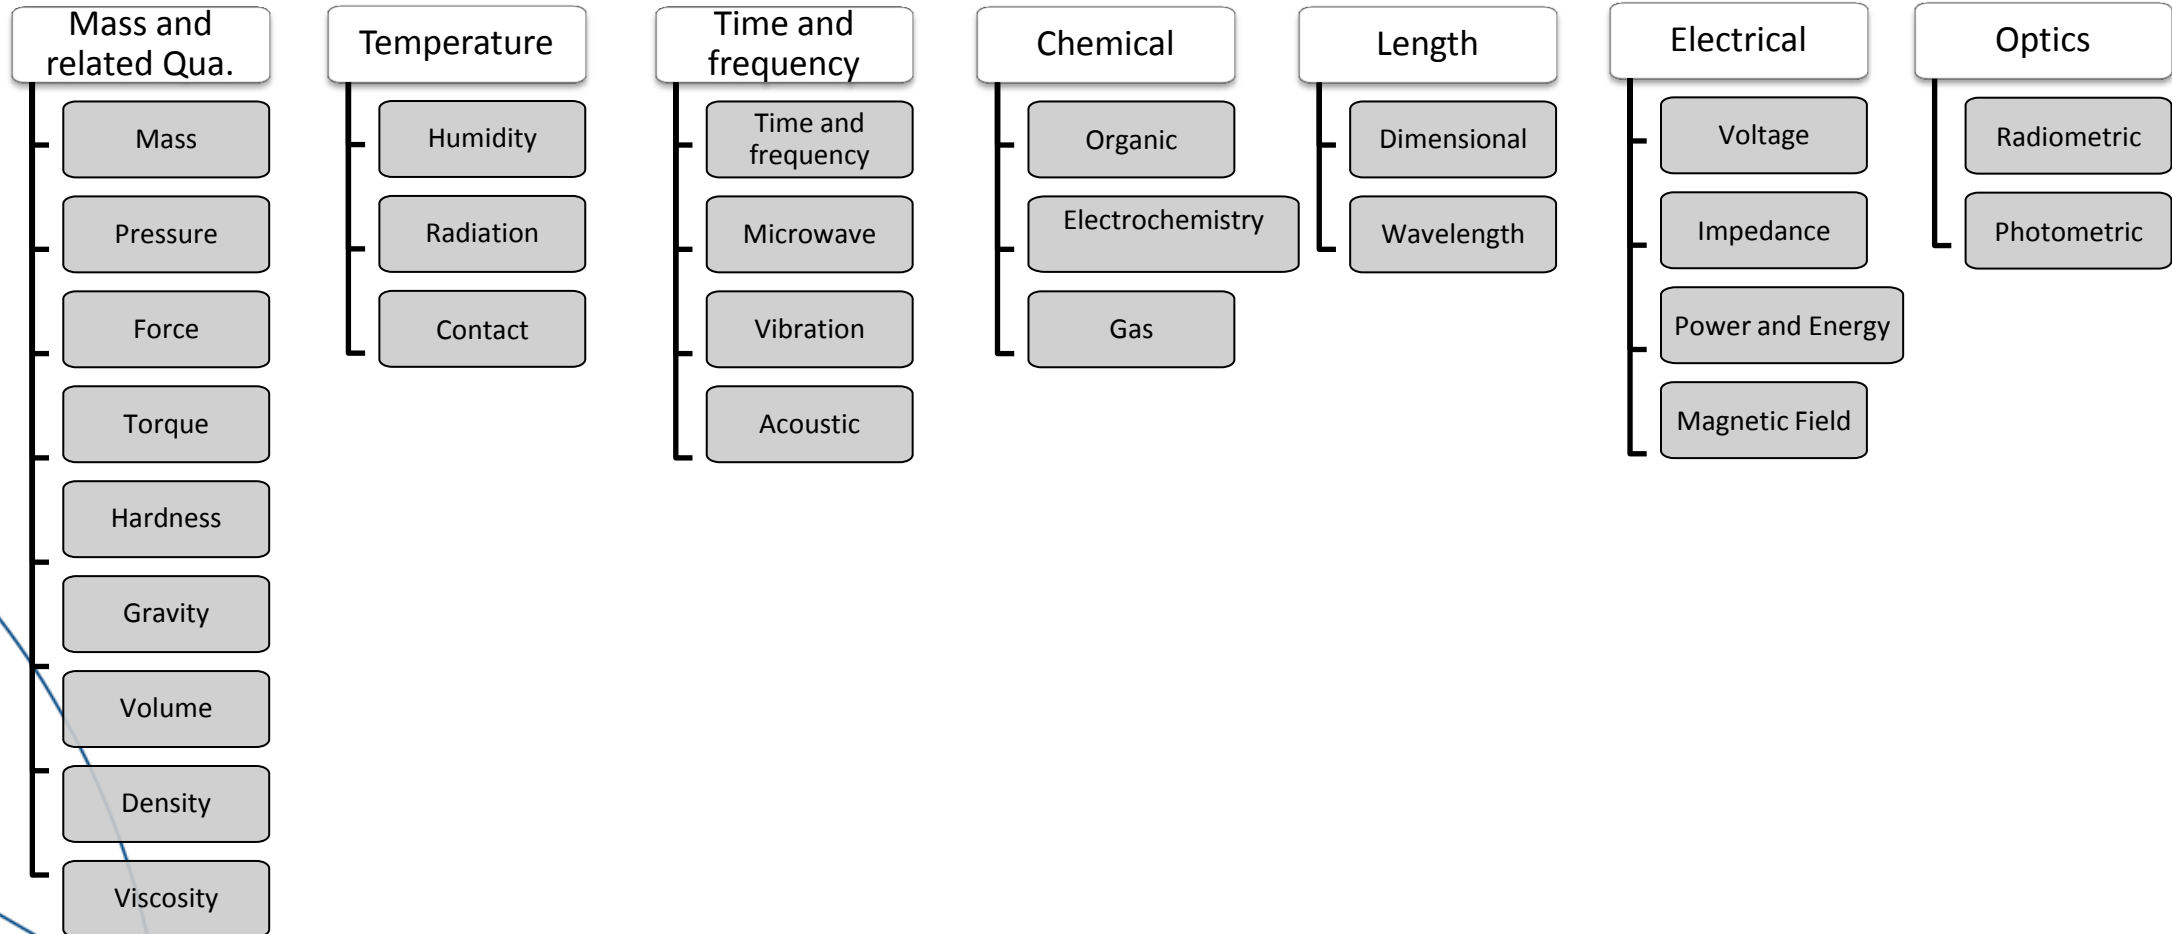 Mass and
related Qua.
Mass
Pressure
Force
Torque
Hardness
Gravity
Volume
Density
Viscosity
Temperature
Humidity
Radiation
Contact
Time and
frequency
Time and
frequency
Microwave
Vibration
Acoustic
Chemical
Organic
Electrochemistry
Gas
Length
Dimensional
Wavelength
Electrical
Voltage
Impedance
Power and Energy
Magnetic Field
Optics
Radiometric
Photometric